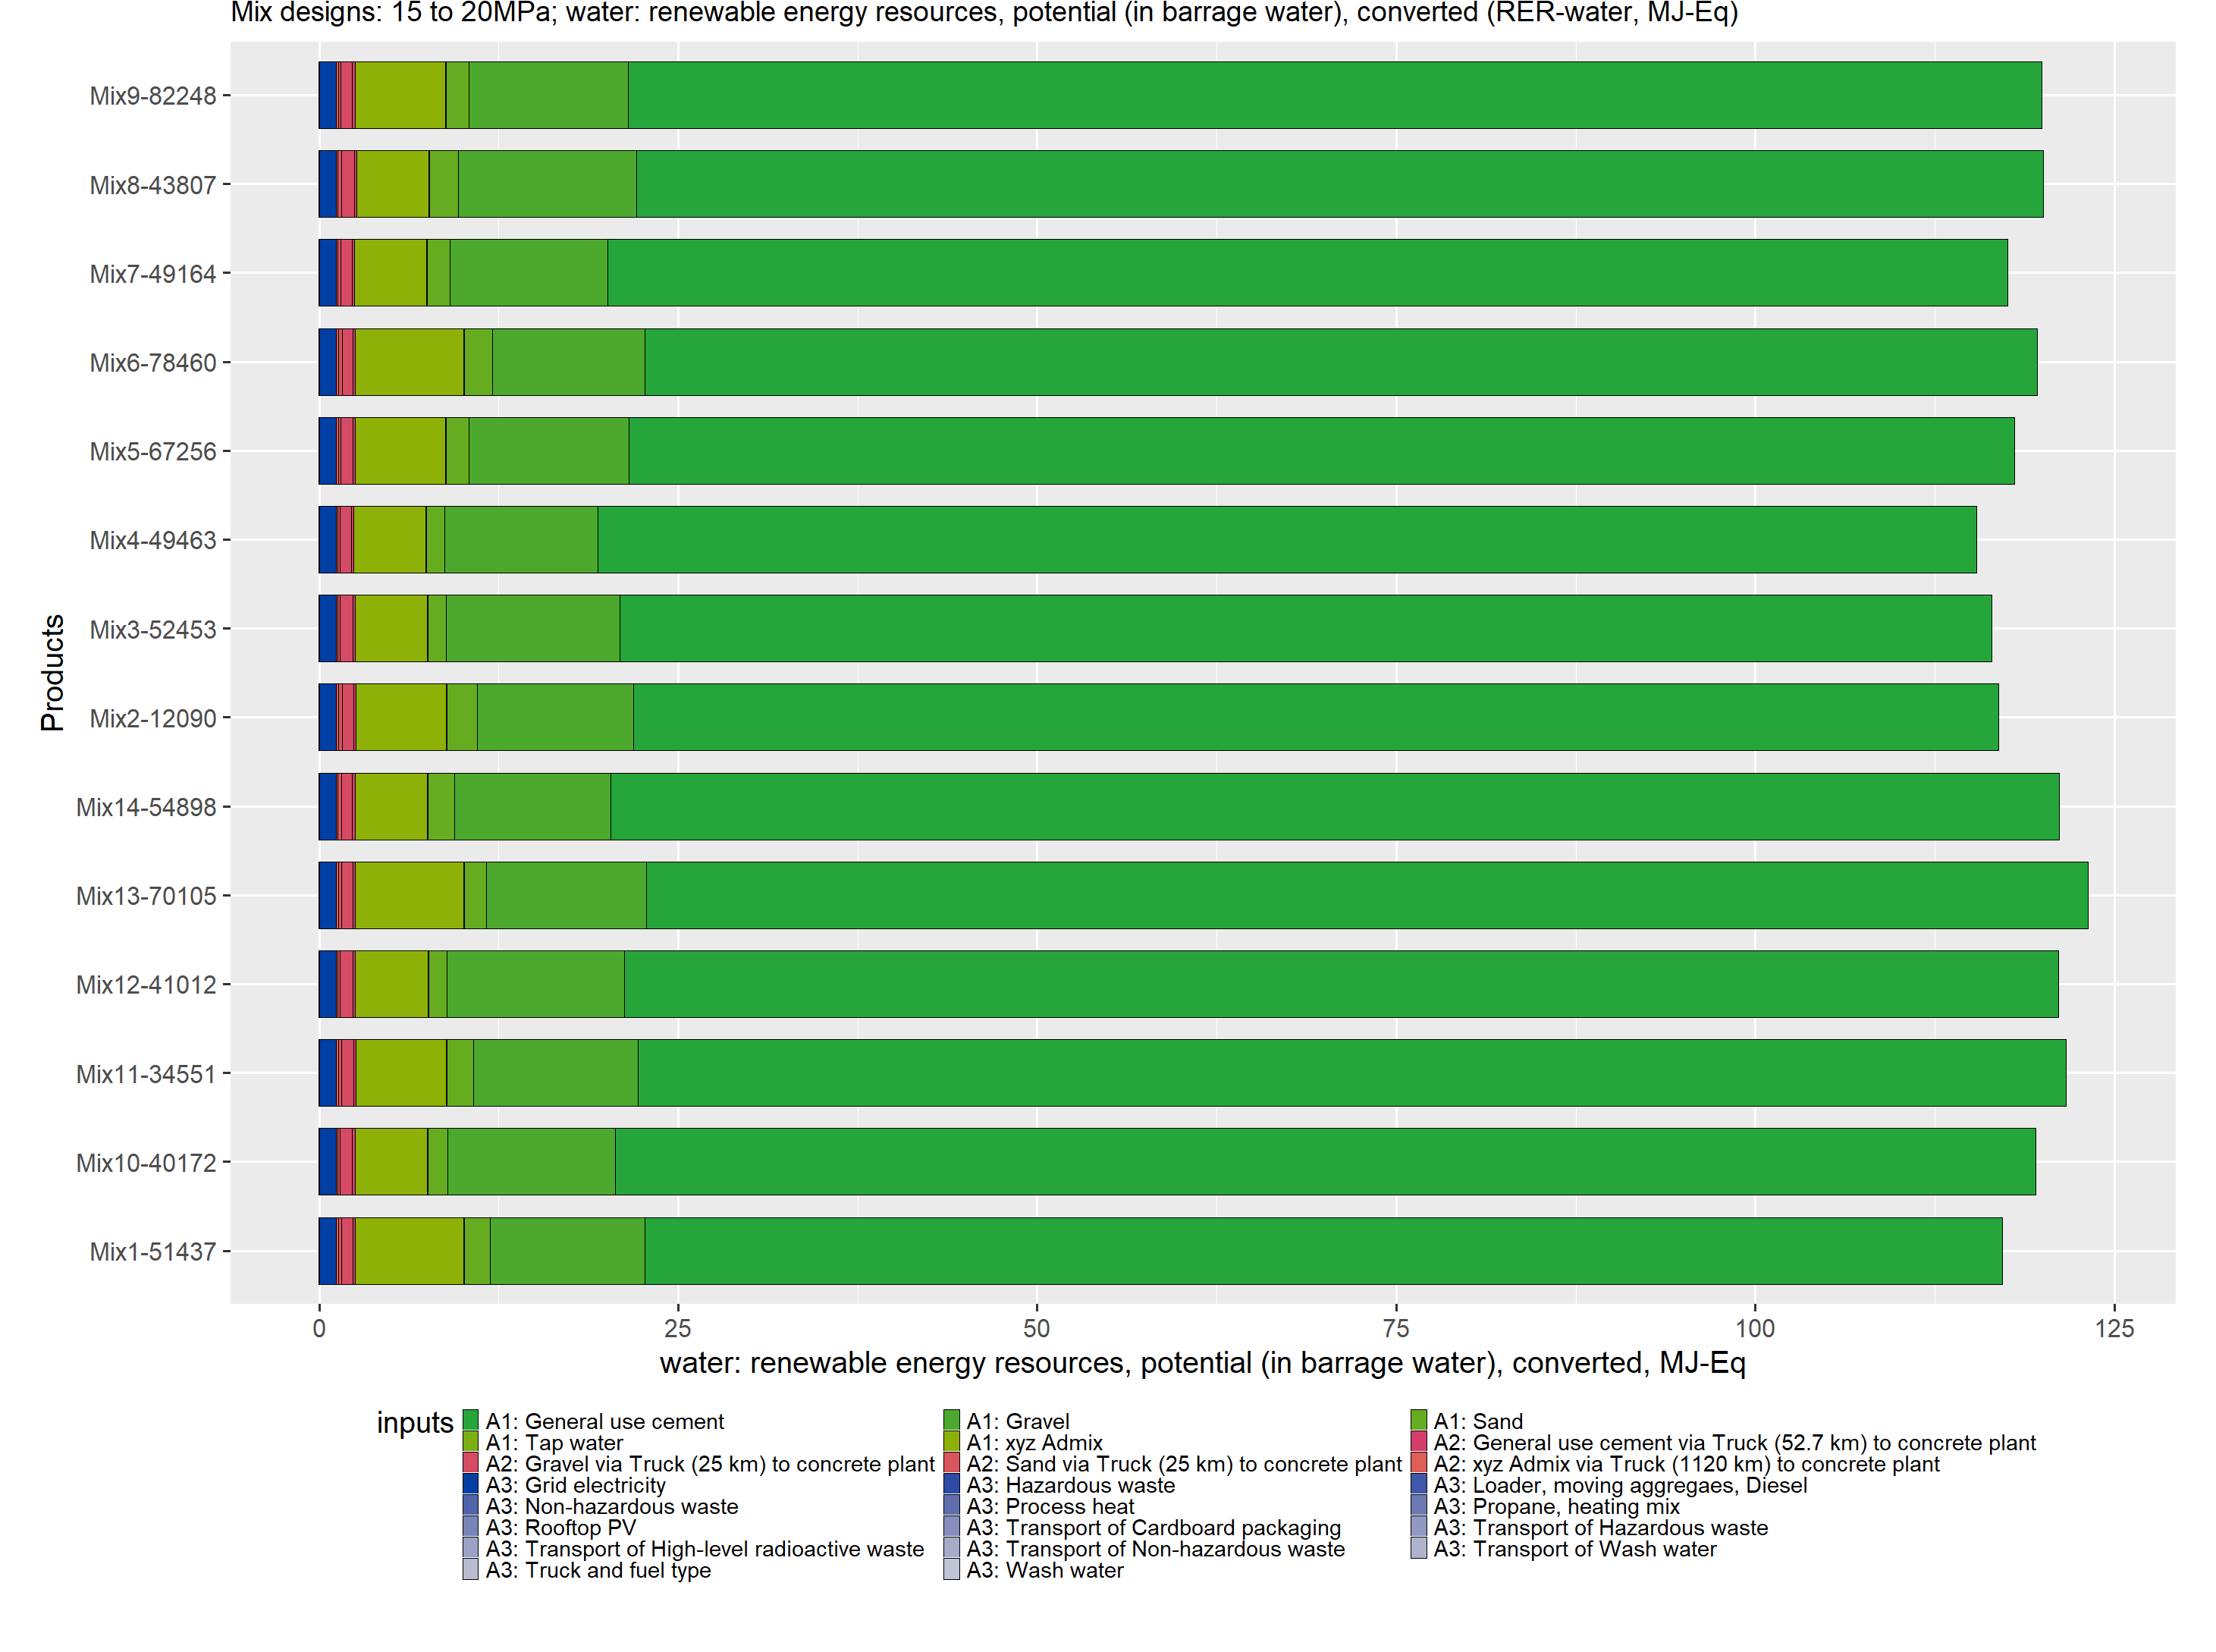 Mix designs: 15 to 20MPa; water: renewable energy resources, potential (in barrage water), converted (RER-water, MJ-Eq)
Products
Mix9-82248
Mix8-43807
Mix7-49164
Mix6-78460
Mix5-67256
Mix4-49463
Mix3-52453
Mix2-12090
Mix14-54898
Mix13-70105
Mix12-41012
Mix11-34551
Mix10-40172
Mix1-51437
0 25 50 75 100 125
water: renewable energy resources, potential (in barrage water), converted, MJ-Eq
inputs
A1: General use cement A1: Gravel A1: Sand
A1: Tap water A1: xyz Admix A2: General use cement via Truck (52.7 km) to concrete plant
A2: Gravel via Truck (25 km) to concrete plant A2: Sand via Truck (25 km) to concrete plant A2: xyz Admix via Truck (1120 km) to concrete plant
A3: Grid electricity A3: Hazardous waste A3: Loader, moving aggregaes, Diesel
A3: Non-hazardous waste A3: Process heat A3: Propane, heating mix
A3: Rooftop PV A3: Transport of Cardboard packaging A3: Transport of Hazardous waste
A3: Transport of High-level radioactive waste A3: Transport of Non-hazardous waste A3: Transport of Wash water
A3: Truck and fuel type A3: Wash water